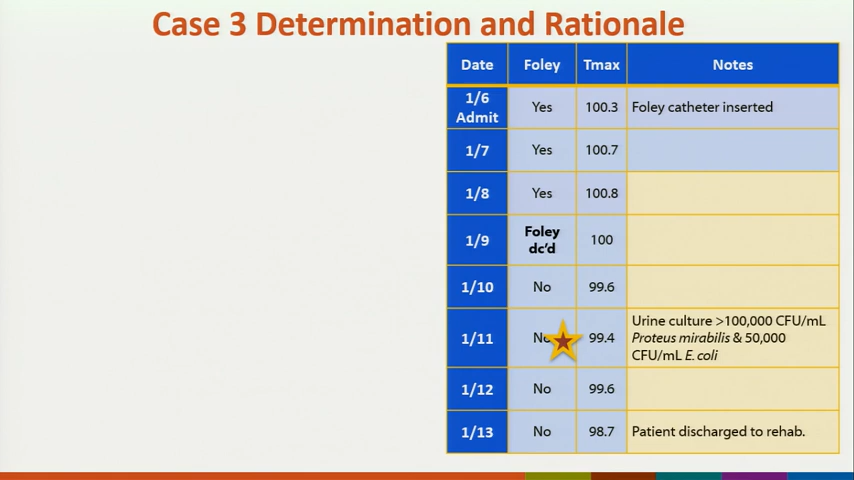 Case 3 Determination and Rationale
Date Foley Tmax Notes
1/6
Admit Yes 100.3 Foley catheter inserted
1/7 Yes 100.7
1/8 Yes 100.8
1/9 Foley
dc'd 100
1/10 No 99.6
1/11 No 99.4 Urine culture >100,000 CFU/mL
Proteus mirabilis & 50,000
CFU/mL E.coli
1/12 No 99.6
1/13 No 98.7 Patient discharged to rehab.